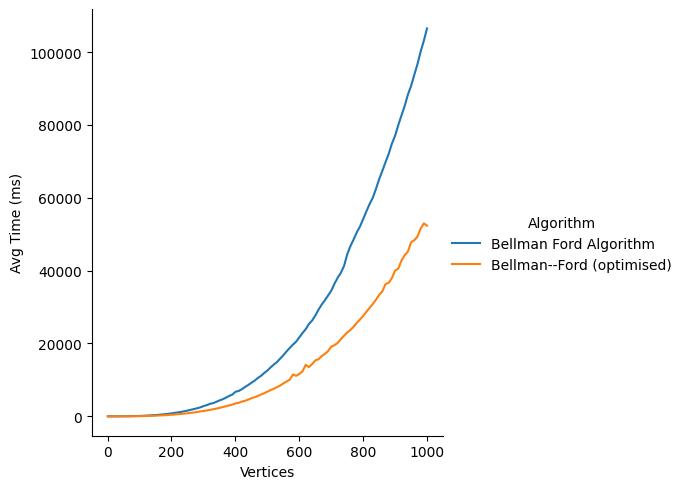 100000
80000
60000
40000
20000
0
Avg Time (ms)
0 200 400 600 800 1000
Vertices
Algorithm
Bellman Ford Algorithm
Bellman--Ford (optimised)